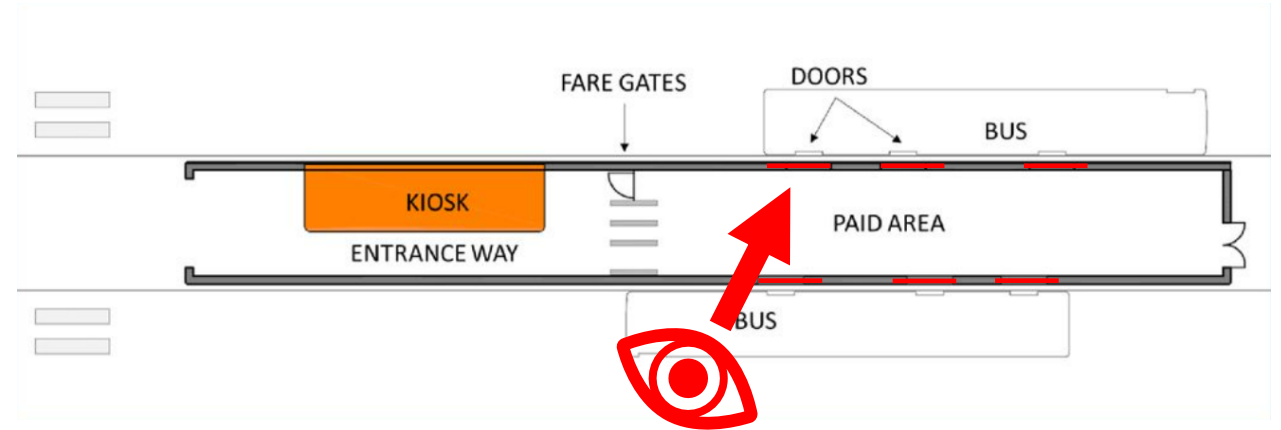 FARE GATES
DOORS
BUS
KIOSK
PAID AREA
ENTRANCE WAY
BUS